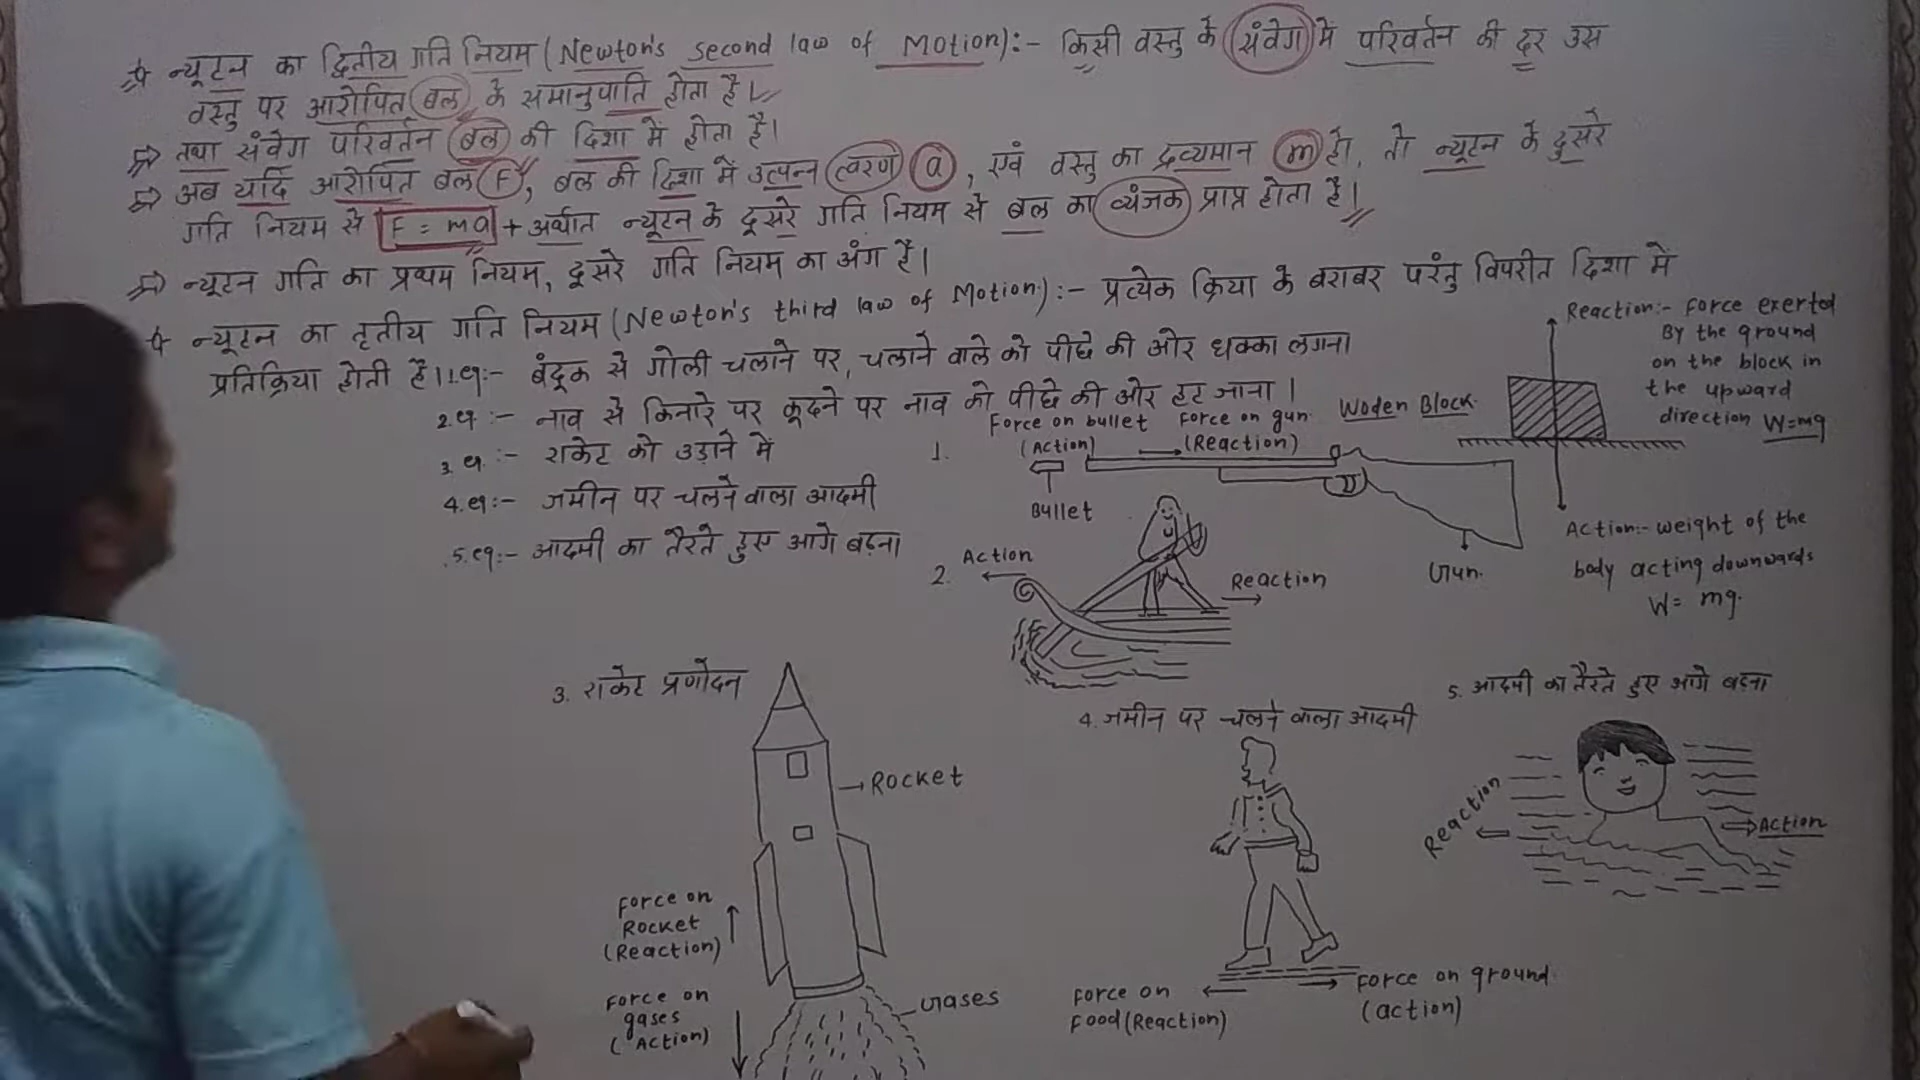 न्यूटन का द्वितीय गति नियम (Newton's second law of Motion):- किसी वस्तु के संवेग में परिवर्तन की दर उस
वस्तु पर आरोपित बल के समानुपाति होता है।
तथा संवेग परिवर्तन बल की दिशा में होता है।
अब यदि आरोपित बल F, बल की दिशा में उत्पन्न त्वरण a, एवं वस्तु का द्रव्यमान m हो, तो न्यूटन के दुसरे
गति नियम से F = ma + अर्थात न्यूटन के दूसरे गति नियम से बल का व्यंजक प्राप्त होता है।
न्यूटन गति का प्रथम नियम, दूसरे गति नियम का अंग है।
न्यूटन का तृतीय गति नियम (Newton's third law of Motion):- प्रत्येक क्रिया के बराबर परंतु विपरीत दिशा में
प्रतिक्रिया होती है। 1.eg:- बंदूक से गोली चलाने पर, चलाने वाले को पीछे की ओर धक्का लगना
2.eg:- नाव से किनारे पर कूदने पर नाव को पीछे की ओर हट जाना।
3.eg:- राकेट को उड़ाने में
4.eg:- जमीन पर चलने वाला आदमी
5.eg:- आदमी का तैरते हुए आगे बढ़ना
Reaction:- Force exerted
By the ground
on the block in
the upward
direction W=mg
Woden Block.
Action:- weight of the
body acting downwards
W= mg.
1.
Force on bullet
(Action)
Force on gun.
(Reaction)
Bullet
Gun.
2.
Action
Reaction
3. राकेट प्रणोदन
Rocket
Force on
Rocket
(Reaction)
Force on
gases
(Action)
Gases
4. जमीन पर चलने वाला आदमी
Force on
Food (Reaction)
Force on ground.
(action)
5. आदमी का तैरते हुए आगे बढ़ना
Reaction
Action